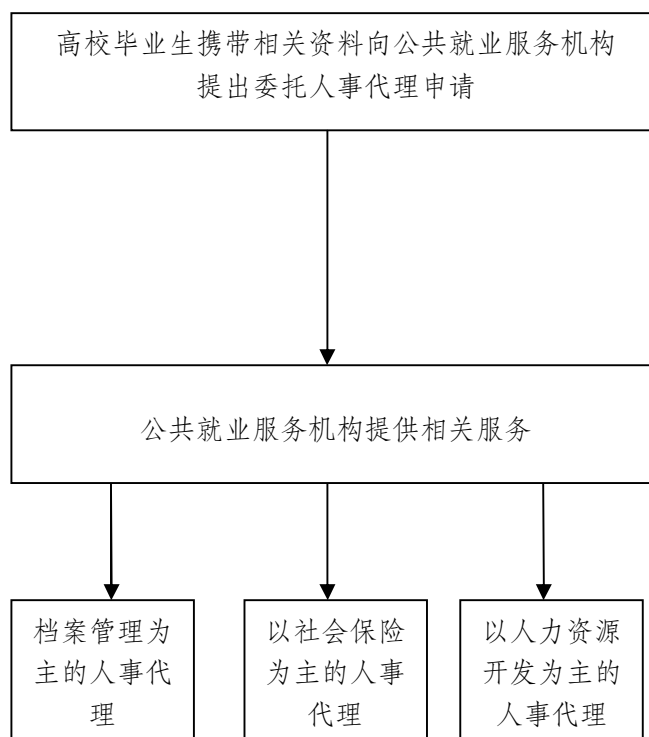 高校毕业生携带相关资料向公共就业服务机构
提出委托人事代理申请
公共就业服务机构提供相关服务
档案管理为
主的人事代
理
以社会保险
为主的人事
代理
以人力资源
开发为主的
人事代理